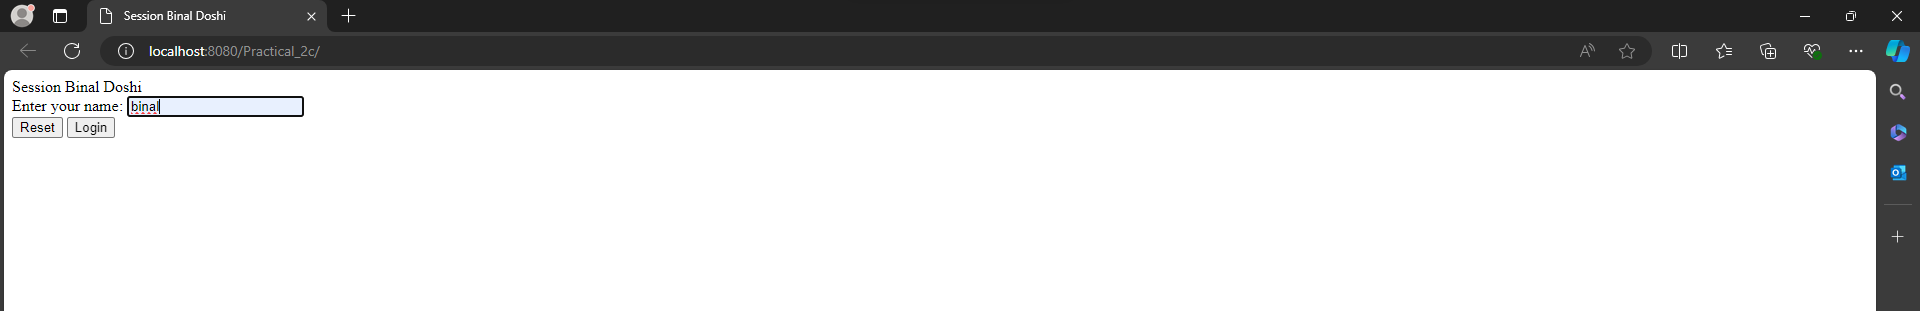 Session Binal Doshi
localhost:8080/Practical_2c/
Session Binal Doshi
Enter your name: binal
Reset Login